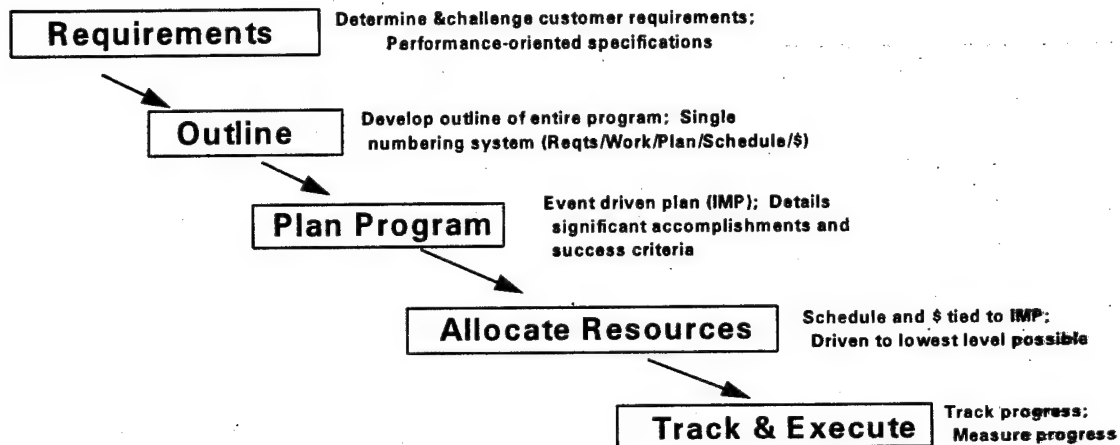 Requirements
Determine &challenge customer requirements;
Performance-oriented specifications
Outline
Develop outline of entire program; Single
numbering system (Reqts/Work/Plan/Schedule/$)
Plan Program
Event driven plan (IMP); Details
significant accomplishments and
success criteria
Allocate Resources
Schedule and $ tied to IMP;
Driven to lowest level possible
Track & Execute
Track progress;
Measure progress